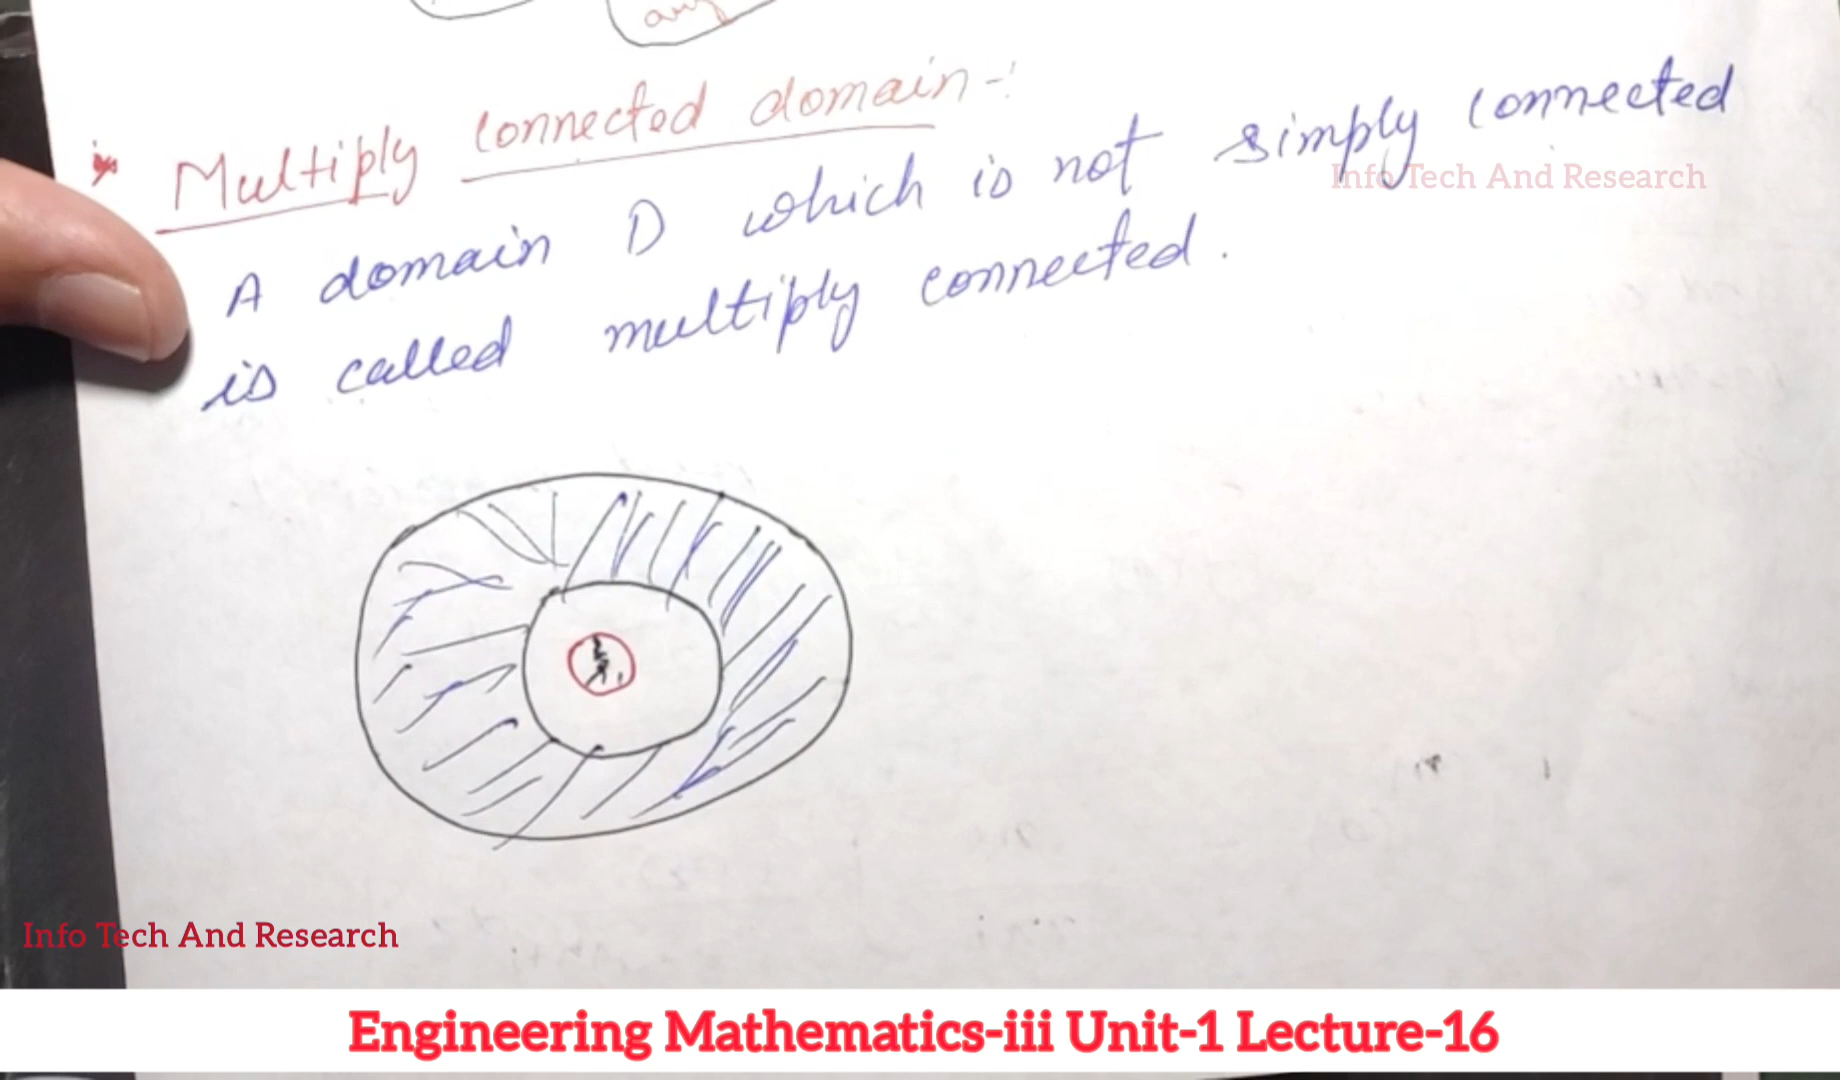 any
* Multiply connected domain -:
A domain D which is not simply connected
Info Tech And Research
is called multiply connected.
Info Tech And Research
Engineering Mathematics-iii Unit-1 Lecture-16